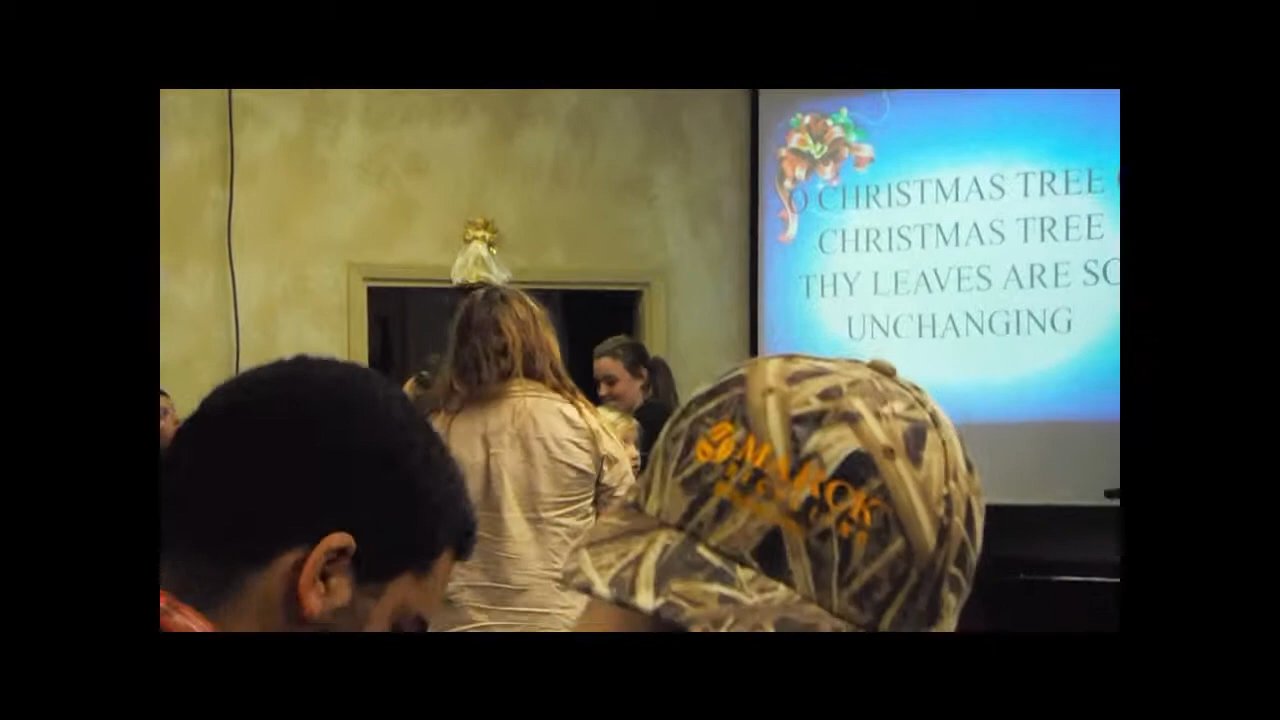 O CHRISTMAS TREE
CHRISTMAS TREE
THY LEAVES ARE SO
UNCHANGING